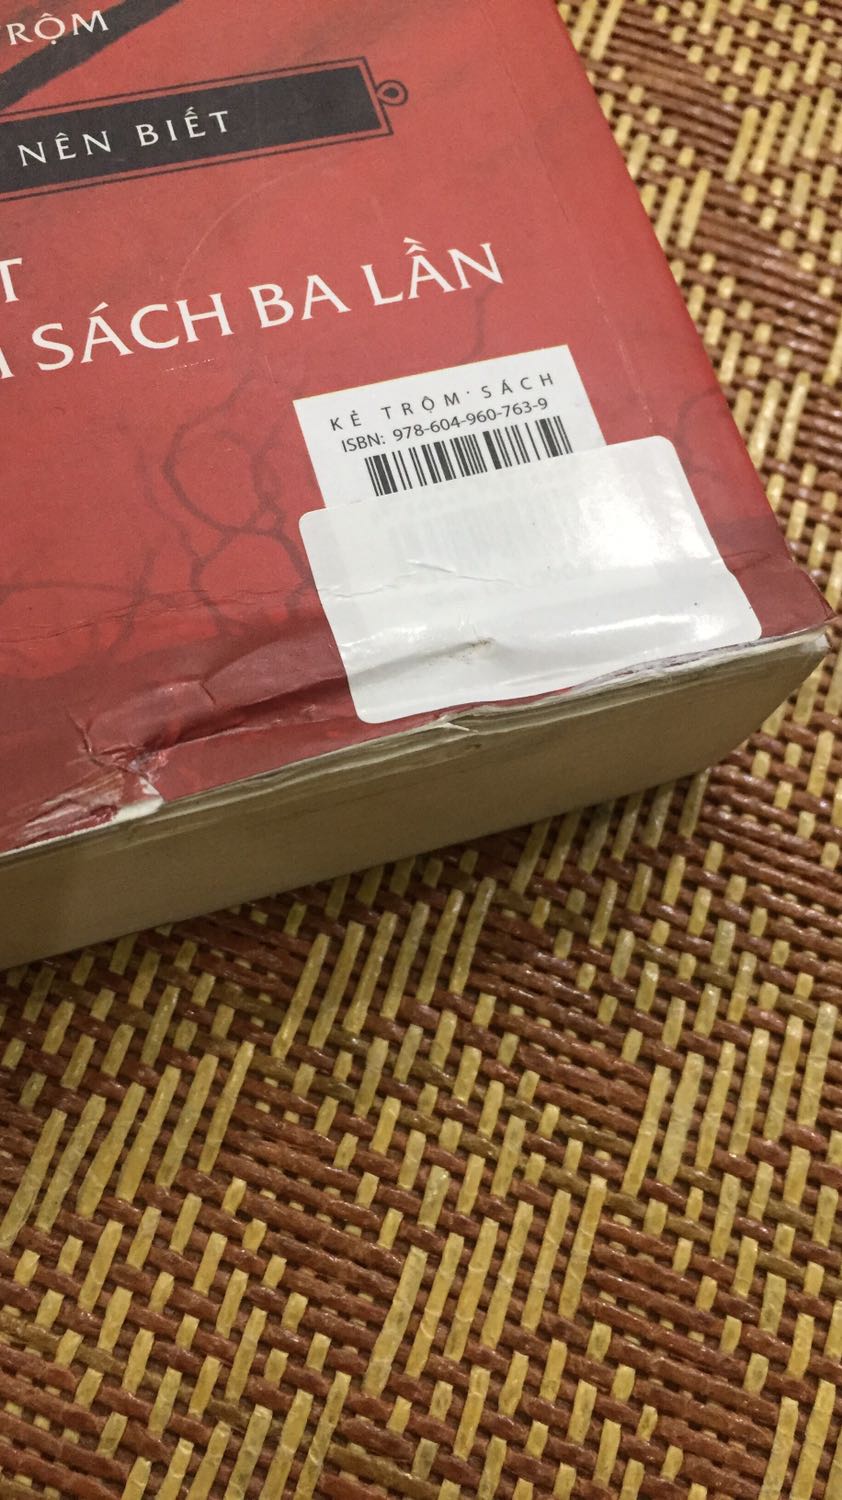 TRỘM
NÊN BIẾT
T
SÁCH BA LẦN
KẺ TRỘM SÁCH
ISBN: 978-604-960-763-9